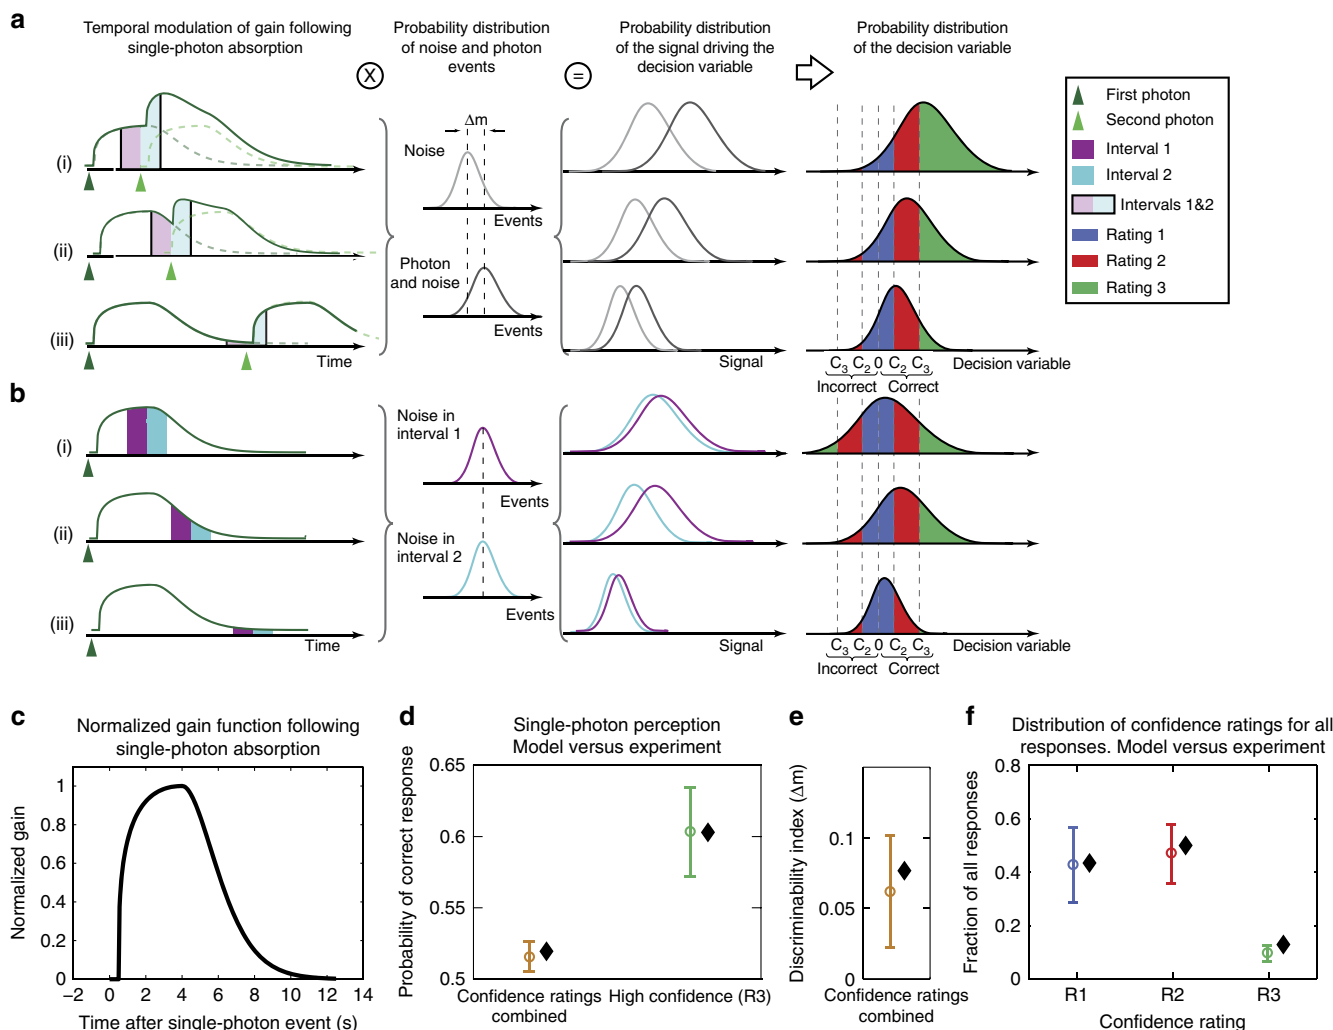 a
Temporal modulation of gain following
single-photon absorption
X
Probability distribution
of noise and photon
events
=
Probability distribution
of the signal driving the
decision variable
Probability distribution
of the decision variable
First photon
Second photon
Interval 1
Interval 2
Intervals 1&2
Rating 1
Rating 2
Rating 3
(i)
(ii)
(iii)
Time
Δm
Noise
Events
Photon
and noise
Events
Signal
C3 C2 0 C2 C3
Decision variable
Incorrect Correct
b
(i)
(ii)
(iii)
Time
Noise in
interval 1
Events
Noise in
interval 2
Events
Signal
C3 C2 0 C2 C3
Decision variable
Incorrect Correct
c
Normalized gain function following
single-photon absorption
Normalized gain
1
0.8
0.6
0.4
0.2
0
−2 0 2 4 6 8 10 12 14
Time after single-photon event (s)
d
Single-photon perception
Model versus experiment
Probability of correct response
0.65
0.6
0.55
0.5
Confidence ratings
combined
High confidence (R3)
e
Discriminability index (Δm)
0.1
0.05
0
Confidence ratings
combined
f
Distribution of confidence ratings for all
responses. Model versus experiment
Fraction of all responses
0.8
0.6
0.4
0.2
0
R1 R2 R3
Confidence rating